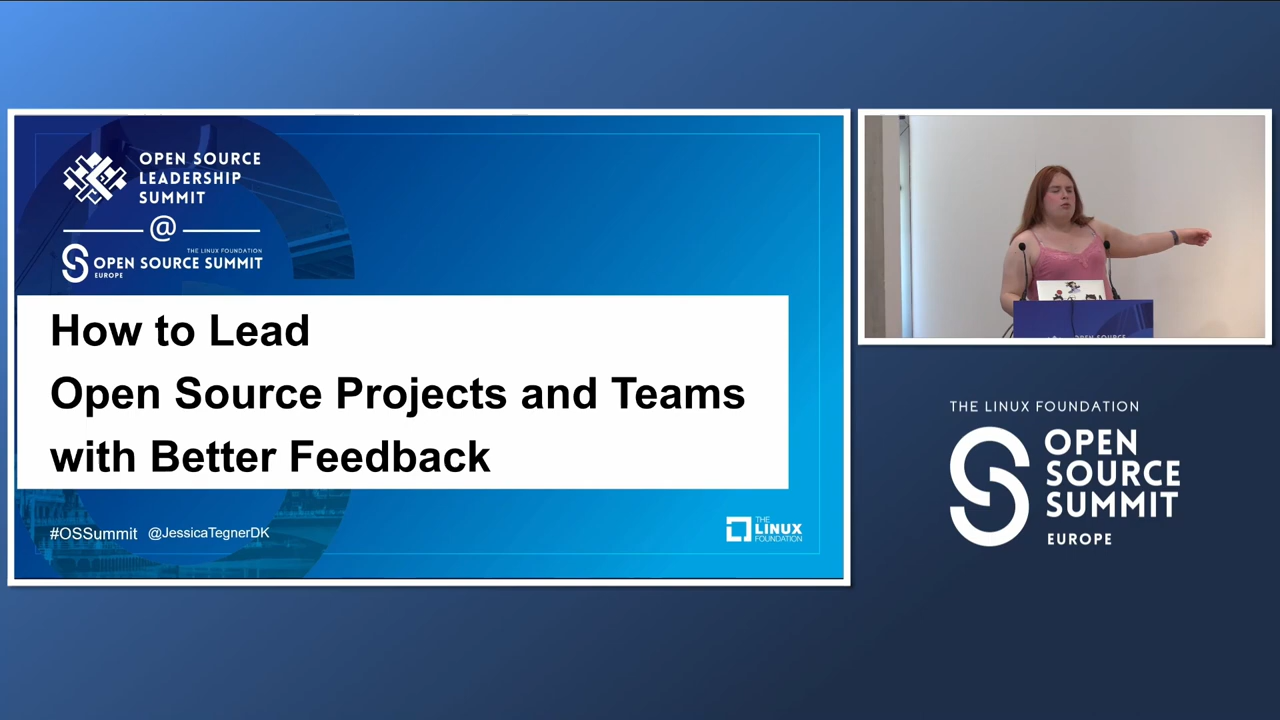 OPEN SOURCE
LEADERSHIP
SUMMIT
@
THE LINUX FOUNDATION
OPEN SOURCE SUMMIT
EUROPE
How to Lead
Open Source Projects and Teams
with Better Feedback
#OSSummit @JessicaTegnerDK
THE
LINUX
FOUNDATION
THE LINUX FOUNDATION
OPEN
SOURCE
SUMMIT
EUROPE